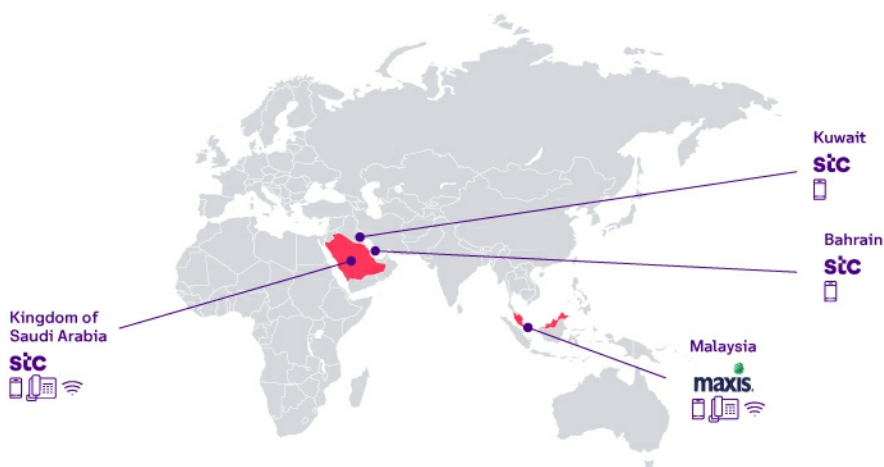 Kuwait
stc
Bahrain
stc
Kingdom of
Saudi Arabia
stc
Malaysia
maxis.